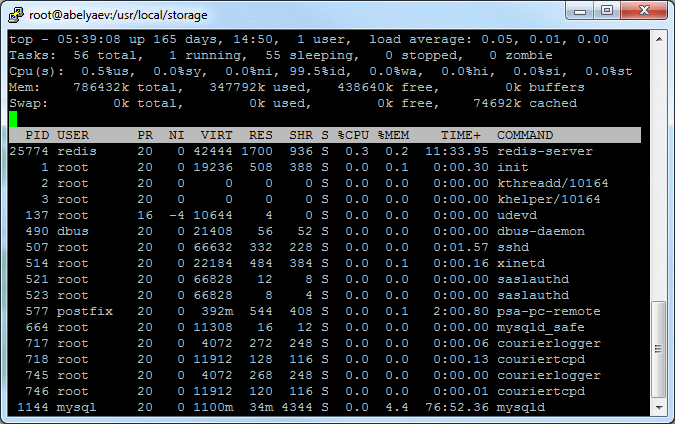 root@abelyaev:/usr/local/storage
top - 05:39:08 up 165 days, 14:50,  1 user,  load average: 0.05, 0.01, 0.00
Tasks:  56 total,   1 running,  55 sleeping,   0 stopped,   0 zombie
Cpu(s):  0.5%us,  0.0%sy,  0.0%ni, 99.5%id,  0.0%wa,  0.0%hi,  0.0%si,  0.0%st
Mem:    786432k total,   347792k used,   438640k free,        0k buffers
Swap:        0k total,        0k used,        0k free,    74692k cached
  PID USER      PR  NI  VIRT  RES  SHR S %CPU %MEM    TIME+  COMMAND
25774 redis     20   0 42444 1700  936 S  0.3  0.2  11:33.95 redis-server
    1 root      20   0 19236  508  388 S  0.0  0.1   0:00.30 init
    2 root      20   0     0    0    0 S  0.0  0.0   0:00.00 kthreadd/10164
    3 root      20   0     0    0    0 S  0.0  0.0   0:00.00 khelper/10164
  137 root      16  -4 10644    4    0 S  0.0  0.0   0:00.00 udevd
  490 dbus      20   0 21408   56   52 S  0.0  0.0   0:00.00 dbus-daemon
  507 root      20   0 66632  332  228 S  0.0  0.0   0:01.57 sshd
  514 root      20   0 22184  484  384 S  0.0  0.1   0:00.16 xinetd
  521 root      20   0 66828   12    8 S  0.0  0.0   0:00.00 saslauthd
  523 root      20   0 66828    8    4 S  0.0  0.0   0:00.00 saslauthd
  577 postfix   20   0  392m  544  408 S  0.0  0.1   2:00.80 psa-pc-remote
  664 root      20   0 11308   16   12 S  0.0  0.0   0:00.00 mysqld_safe
  717 root      20   0  4072  272  248 S  0.0  0.0   0:00.06 courierlogger
  718 root      20   0 11912  128  116 S  0.0  0.0   0:00.13 couriertcpd
  745 root      20   0  4072  268  248 S  0.0  0.0   0:00.00 courierlogger
  746 root      20   0 11912  120  116 S  0.0  0.0   0:00.01 couriertcpd
 1144 mysql     20   0 1100m  34m 4344 S  0.0  4.4  76:52.36 mysqld